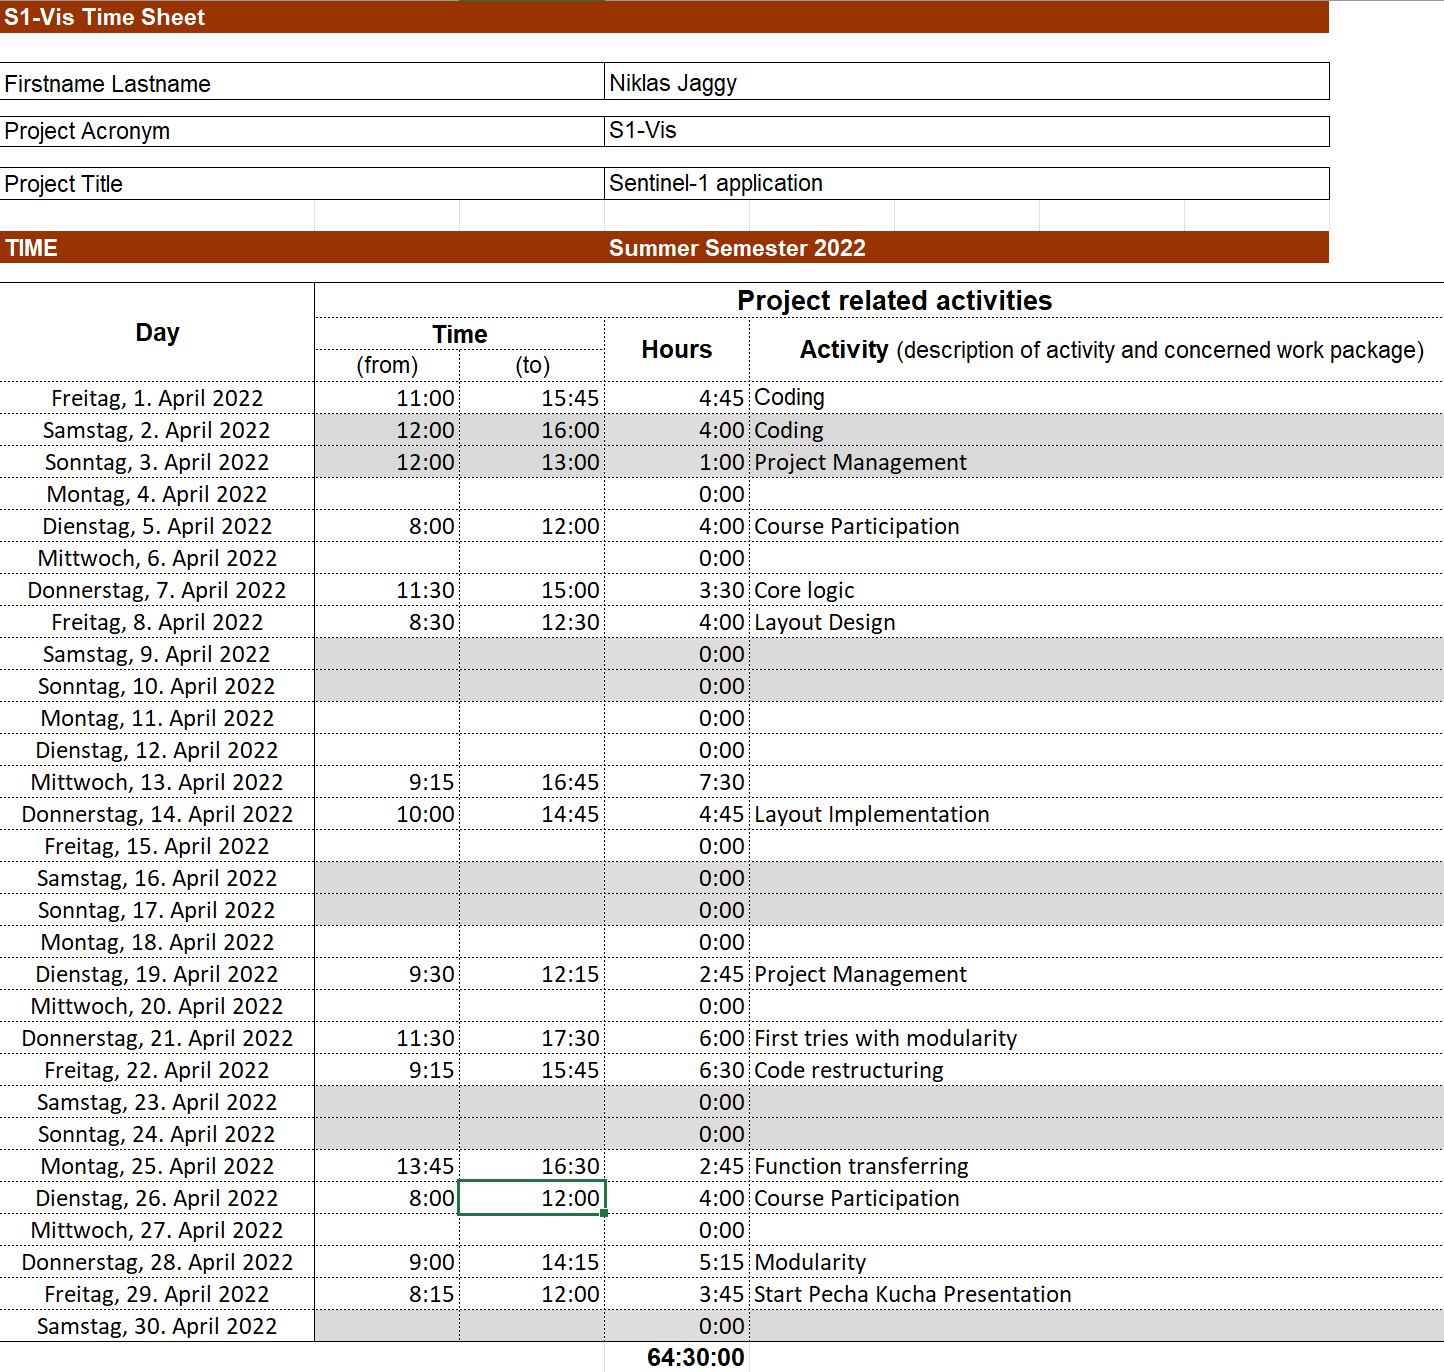 S1-Vis Time Sheet
Firstname Lastname Niklas Jaggy
Project Acronym S1-Vis
Project Title Sentinel-1 application
TIME Summer Semester 2022
Project related activities
Day Time Hours Activity (description of activity and concerned work package)
(from) (to)
Freitag, 1. April 2022 11:00 15:45 4:45 Coding
Samstag, 2. April 2022 12:00 16:00 4:00 Coding
Sonntag, 3. April 2022 12:00 13:00 1:00 Project Management
Montag, 4. April 2022 0:00
Dienstag, 5. April 2022 8:00 12:00 4:00 Course Participation
Mittwoch, 6. April 2022 0:00
Donnerstag, 7. April 2022 11:30 15:00 3:30 Core logic
Freitag, 8. April 2022 8:30 12:30 4:00 Layout Design
Samstag, 9. April 2022 0:00
Sonntag, 10. April 2022 0:00
Montag, 11. April 2022 0:00
Dienstag, 12. April 2022 0:00
Mittwoch, 13. April 2022 9:15 16:45 7:30
Donnerstag, 14. April 2022 10:00 14:45 4:45 Layout Implementation
Freitag, 15. April 2022 0:00
Samstag, 16. April 2022 0:00
Sonntag, 17. April 2022 0:00
Montag, 18. April 2022 0:00
Dienstag, 19. April 2022 9:30 12:15 2:45 Project Management
Mittwoch, 20. April 2022 0:00
Donnerstag, 21. April 2022 11:30 17:30 6:00 First tries with modularity
Freitag, 22. April 2022 9:15 15:45 6:30 Code restructuring
Samstag, 23. April 2022 0:00
Sonntag, 24. April 2022 0:00
Montag, 25. April 2022 13:45 16:30 2:45 Function transferring
Dienstag, 26. April 2022 8:00 12:00 4:00 Course Participation
Mittwoch, 27. April 2022 0:00
Donnerstag, 28. April 2022 9:00 14:15 5:15 Modularity
Freitag, 29. April 2022 8:15 12:00 3:45 Start Pecha Kucha Presentation
Samstag, 30. April 2022 0:00
64:30:00